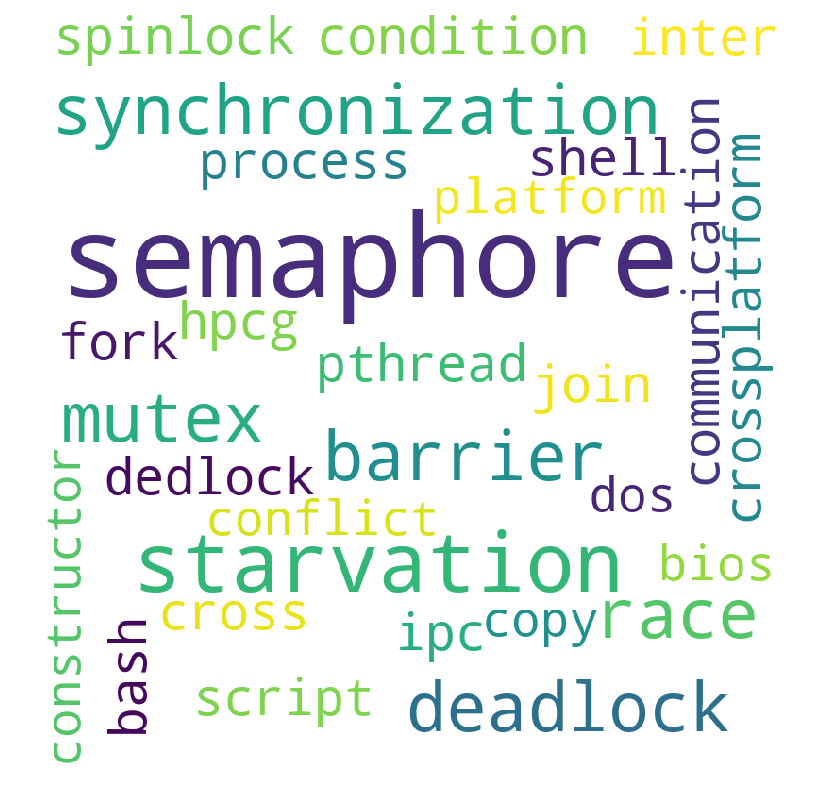 spinlock condition inter
synchronization
process shell
platform
communication
crossplatform
semaphore
hpcg
fork
pthread join
mutex
barrier
dedlock dos
constructor
conflict
starvation bios
cross race
ipc copy
bash
script deadlock